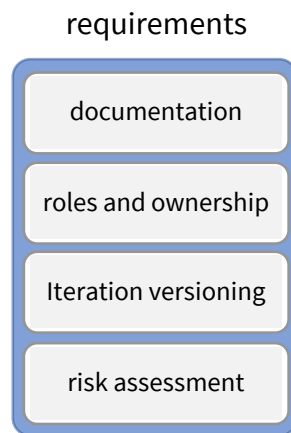 requirements
documentation
roles and ownership
Iteration versioning
risk assessment